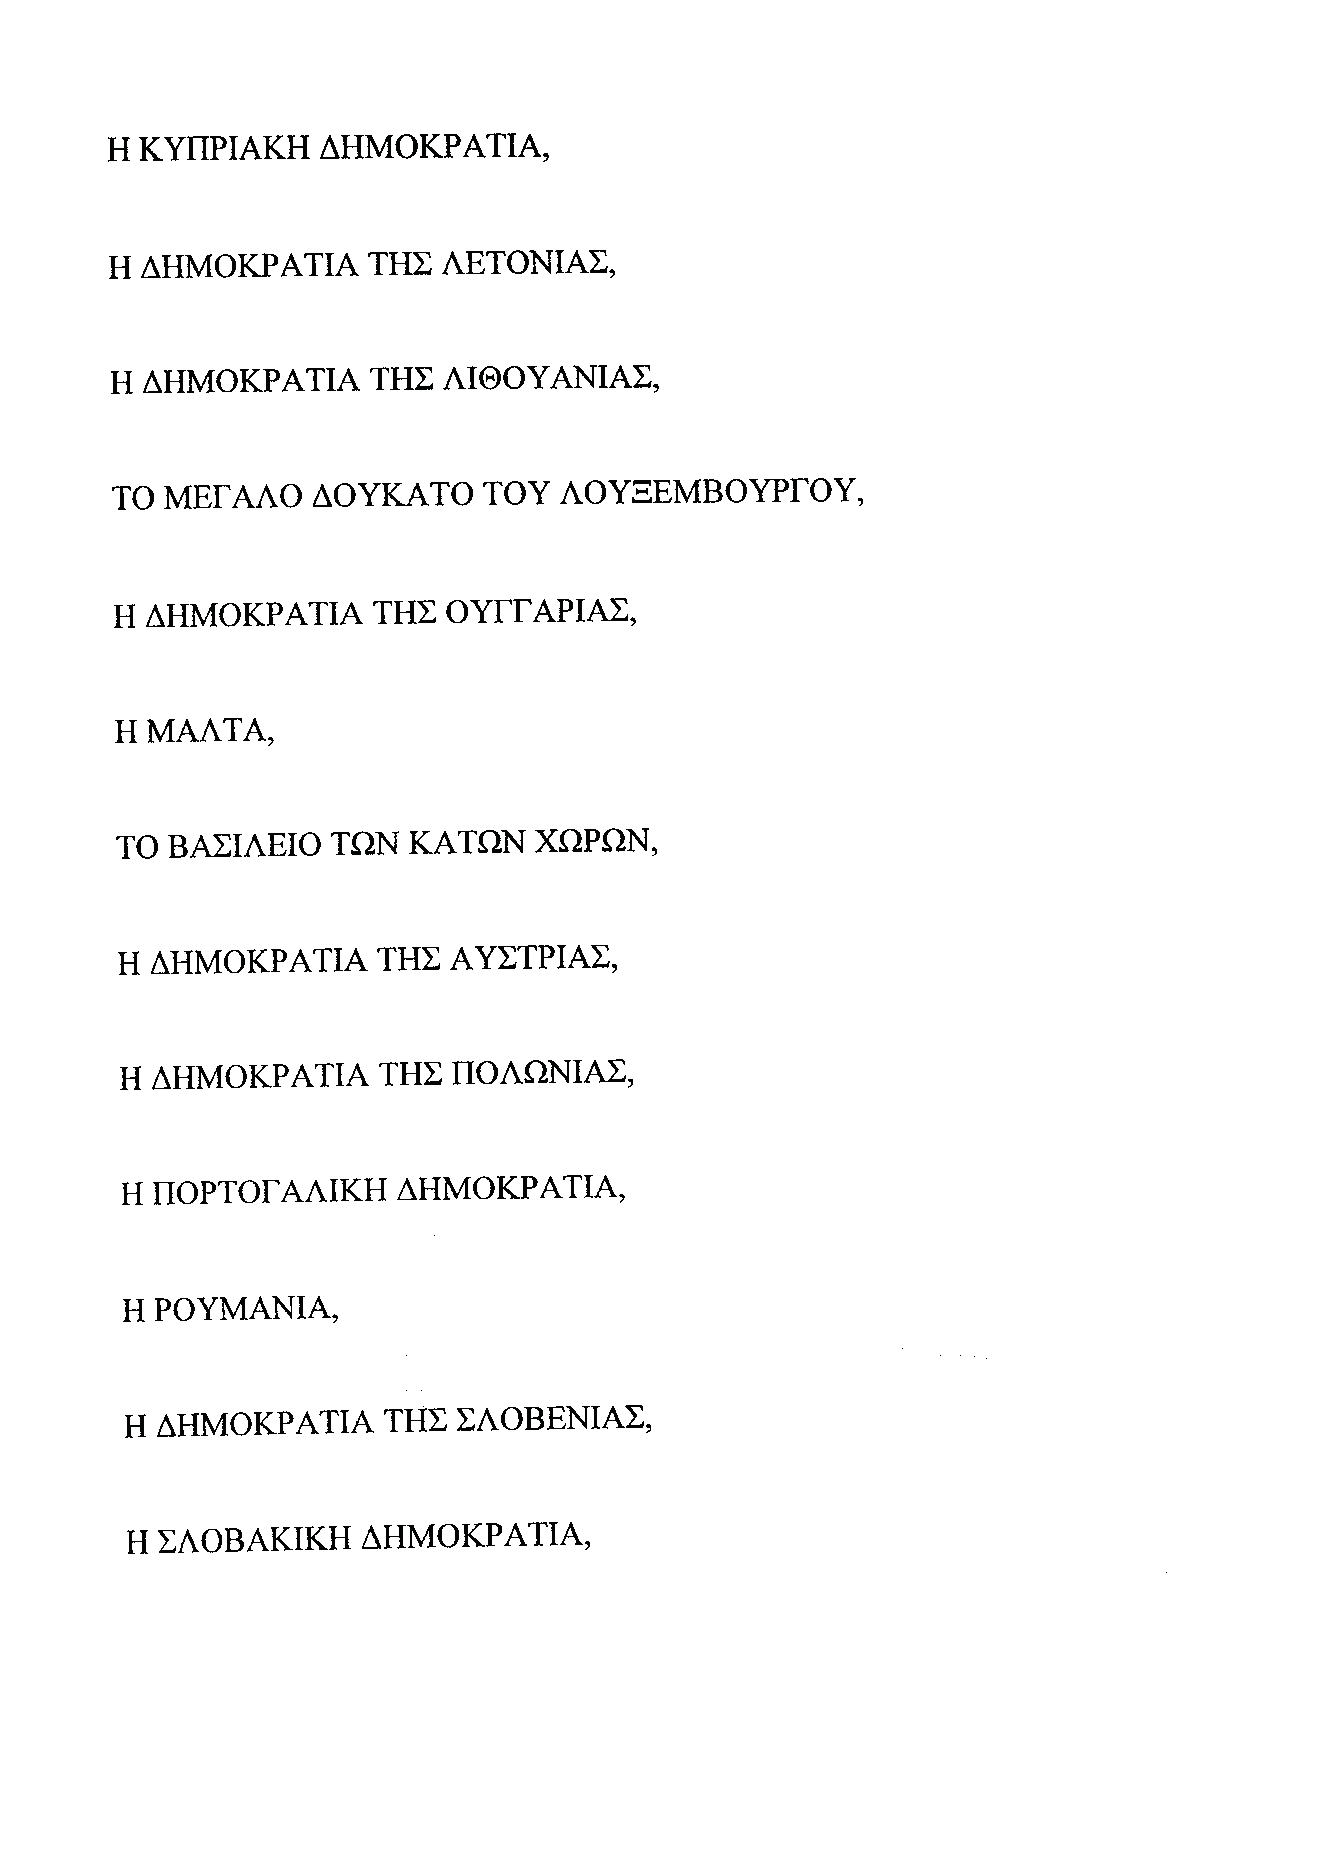 Η ΚΥΠΡΙΑΚΗ ΔΗΜΟΚΡΑΤΙΑ,
Η ΔΗΜΟΚΡΑΤΙΑ ΤΗΣ ΛΕΤΟΝΙΑΣ,
Η ΔΗΜΟΚΡΑΤΙΑ ΤΗΣ ΛΙΘΟΥΑΝΙΑΣ,
ΤΟ ΜΕΓΑΛΟ ΔΟΥΚΑΤΟ ΤΟΥ ΛΟΥΞΕΜΒΟΥΡΓΟΥ,
Η ΔΗΜΟΚΡΑΤΙΑ ΤΗΣ ΟΥΓΓΑΡΙΑΣ,
Η ΜΑΛΤΑ,
ΤΟ ΒΑΣΙΛΕΙΟ ΤΩΝ ΚΑΤΩΝ ΧΩΡΩΝ,
Η ΔΗΜΟΚΡΑΤΙΑ ΤΗΣ ΑΥΣΤΡΙΑΣ,
Η ΔΗΜΟΚΡΑΤΙΑ ΤΗΣ ΠΟΛΩΝΙΑΣ,
Η ΠΟΡΤΟΓΑΛΙΚΗ ΔΗΜΟΚΡΑΤΙΑ,
Η ΡΟΥΜΑΝΙΑ,
Η ΔΗΜΟΚΡΑΤΙΑ ΤΗΣ ΣΛΟΒΕΝΙΑΣ,
Η ΣΛΟΒΑΚΙΚΗ ΔΗΜΟΚΡΑΤΙΑ,